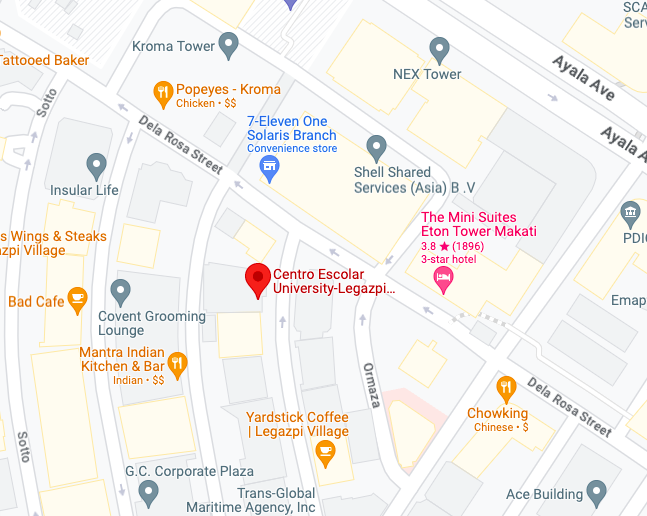 SCA
Serv
Kroma Tower
NEX Tower
Ayala Ave
Tattooed Baker
Popeyes - Kroma
Chicken • $$
Sotto
Dela Rosa Street
7-Eleven One
Solaris Branch
Convenience store
Ayala A
Shell Shared
Services (Asia) B .V
Insular Life
The Mini Suites
Eton Tower Makati
3.8 ★ (1896)
3-star hotel
PDIC
s Wings & Steaks
azpi Village
Centro Escolar
University-Legazpi…
Bad Cafe
Covent Grooming
Lounge
Emap
Mantra Indian
Kitchen & Bar
Indian • $$
Ormaza
Dela Rosa Street
Chowking
Chinese • $
Yardstick Coffee
| Legazpi Village
Sotto
G.C. Corporate Plaza
Trans-Global
Maritime Agency, Inc
Ace Building